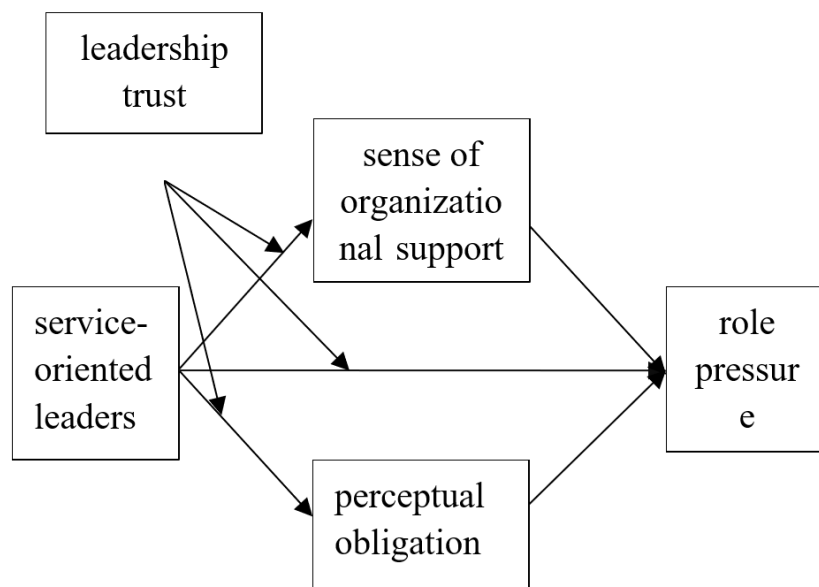 leadership
trust
sense of
organizatio
nal support
service-
oriented
leaders
role
pressur
e
perceptual
obligation